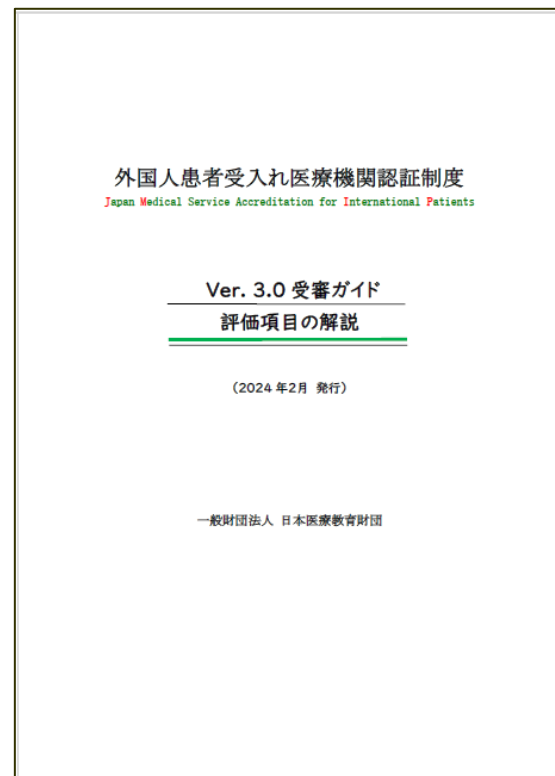 外国人患者受入れ医療機関認証制度
Japan Medical Service Accreditation for International Patients
Ver. 3.0 受審ガイド
評価項目の解説
（2024 年2月 発行）
一般財団法人 日本医療教育財団